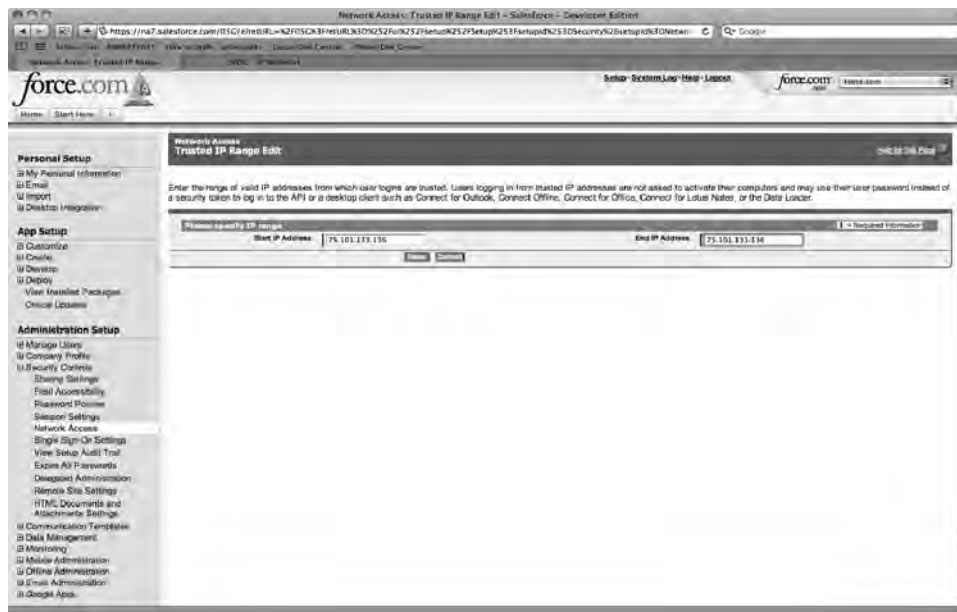 Network Access: Trusted IP Range Edit – Salesforce – Developer Edition
Google
force.com
Setup · System Log · Help · Logout
force.com
Home Start Here
Personal Setup
My Personal Information
Email
Import
Desktop Integration
App Setup
Customize
Create
Develop
Deploy
View Installed Packages
Critical Updates
Administration Setup
Manage Users
Company Profile
Security Controls
Sharing Settings
Field Accessibility
Password Policies
Session Settings
Network Access
Single Sign-On Settings
View Setup Audit Trail
Expire All Passwords
Delegated Administration
Remote Site Settings
HTML Documents and
Attachments Settings
Communication Templates
Data Management
Monitoring
Mobile Administration
Offline Administration
Email Administration
Google Apps
Network Access
Trusted IP Range Edit
Help for this Page
Enter the range of valid IP addresses from which user logins are trusted. Users logging in from trusted IP addresses are not asked to activate their computers and may use their user password instead of
a security token to log in to the API or a desktop client such as Connect for Outlook, Connect Offline, Connect for Office, Connect for Lotus Notes, or the Data Loader.
Please specify IP range
= Required Information
Start IP Address 75.101.133.136
End IP Address 75.101.133.136
Save Cancel